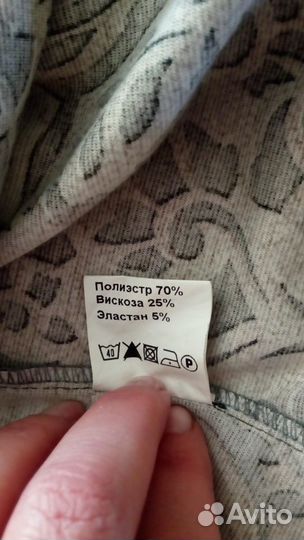 Полиэстр 70%
Вискоза 25%
Эластан 5%
40 P
Avito